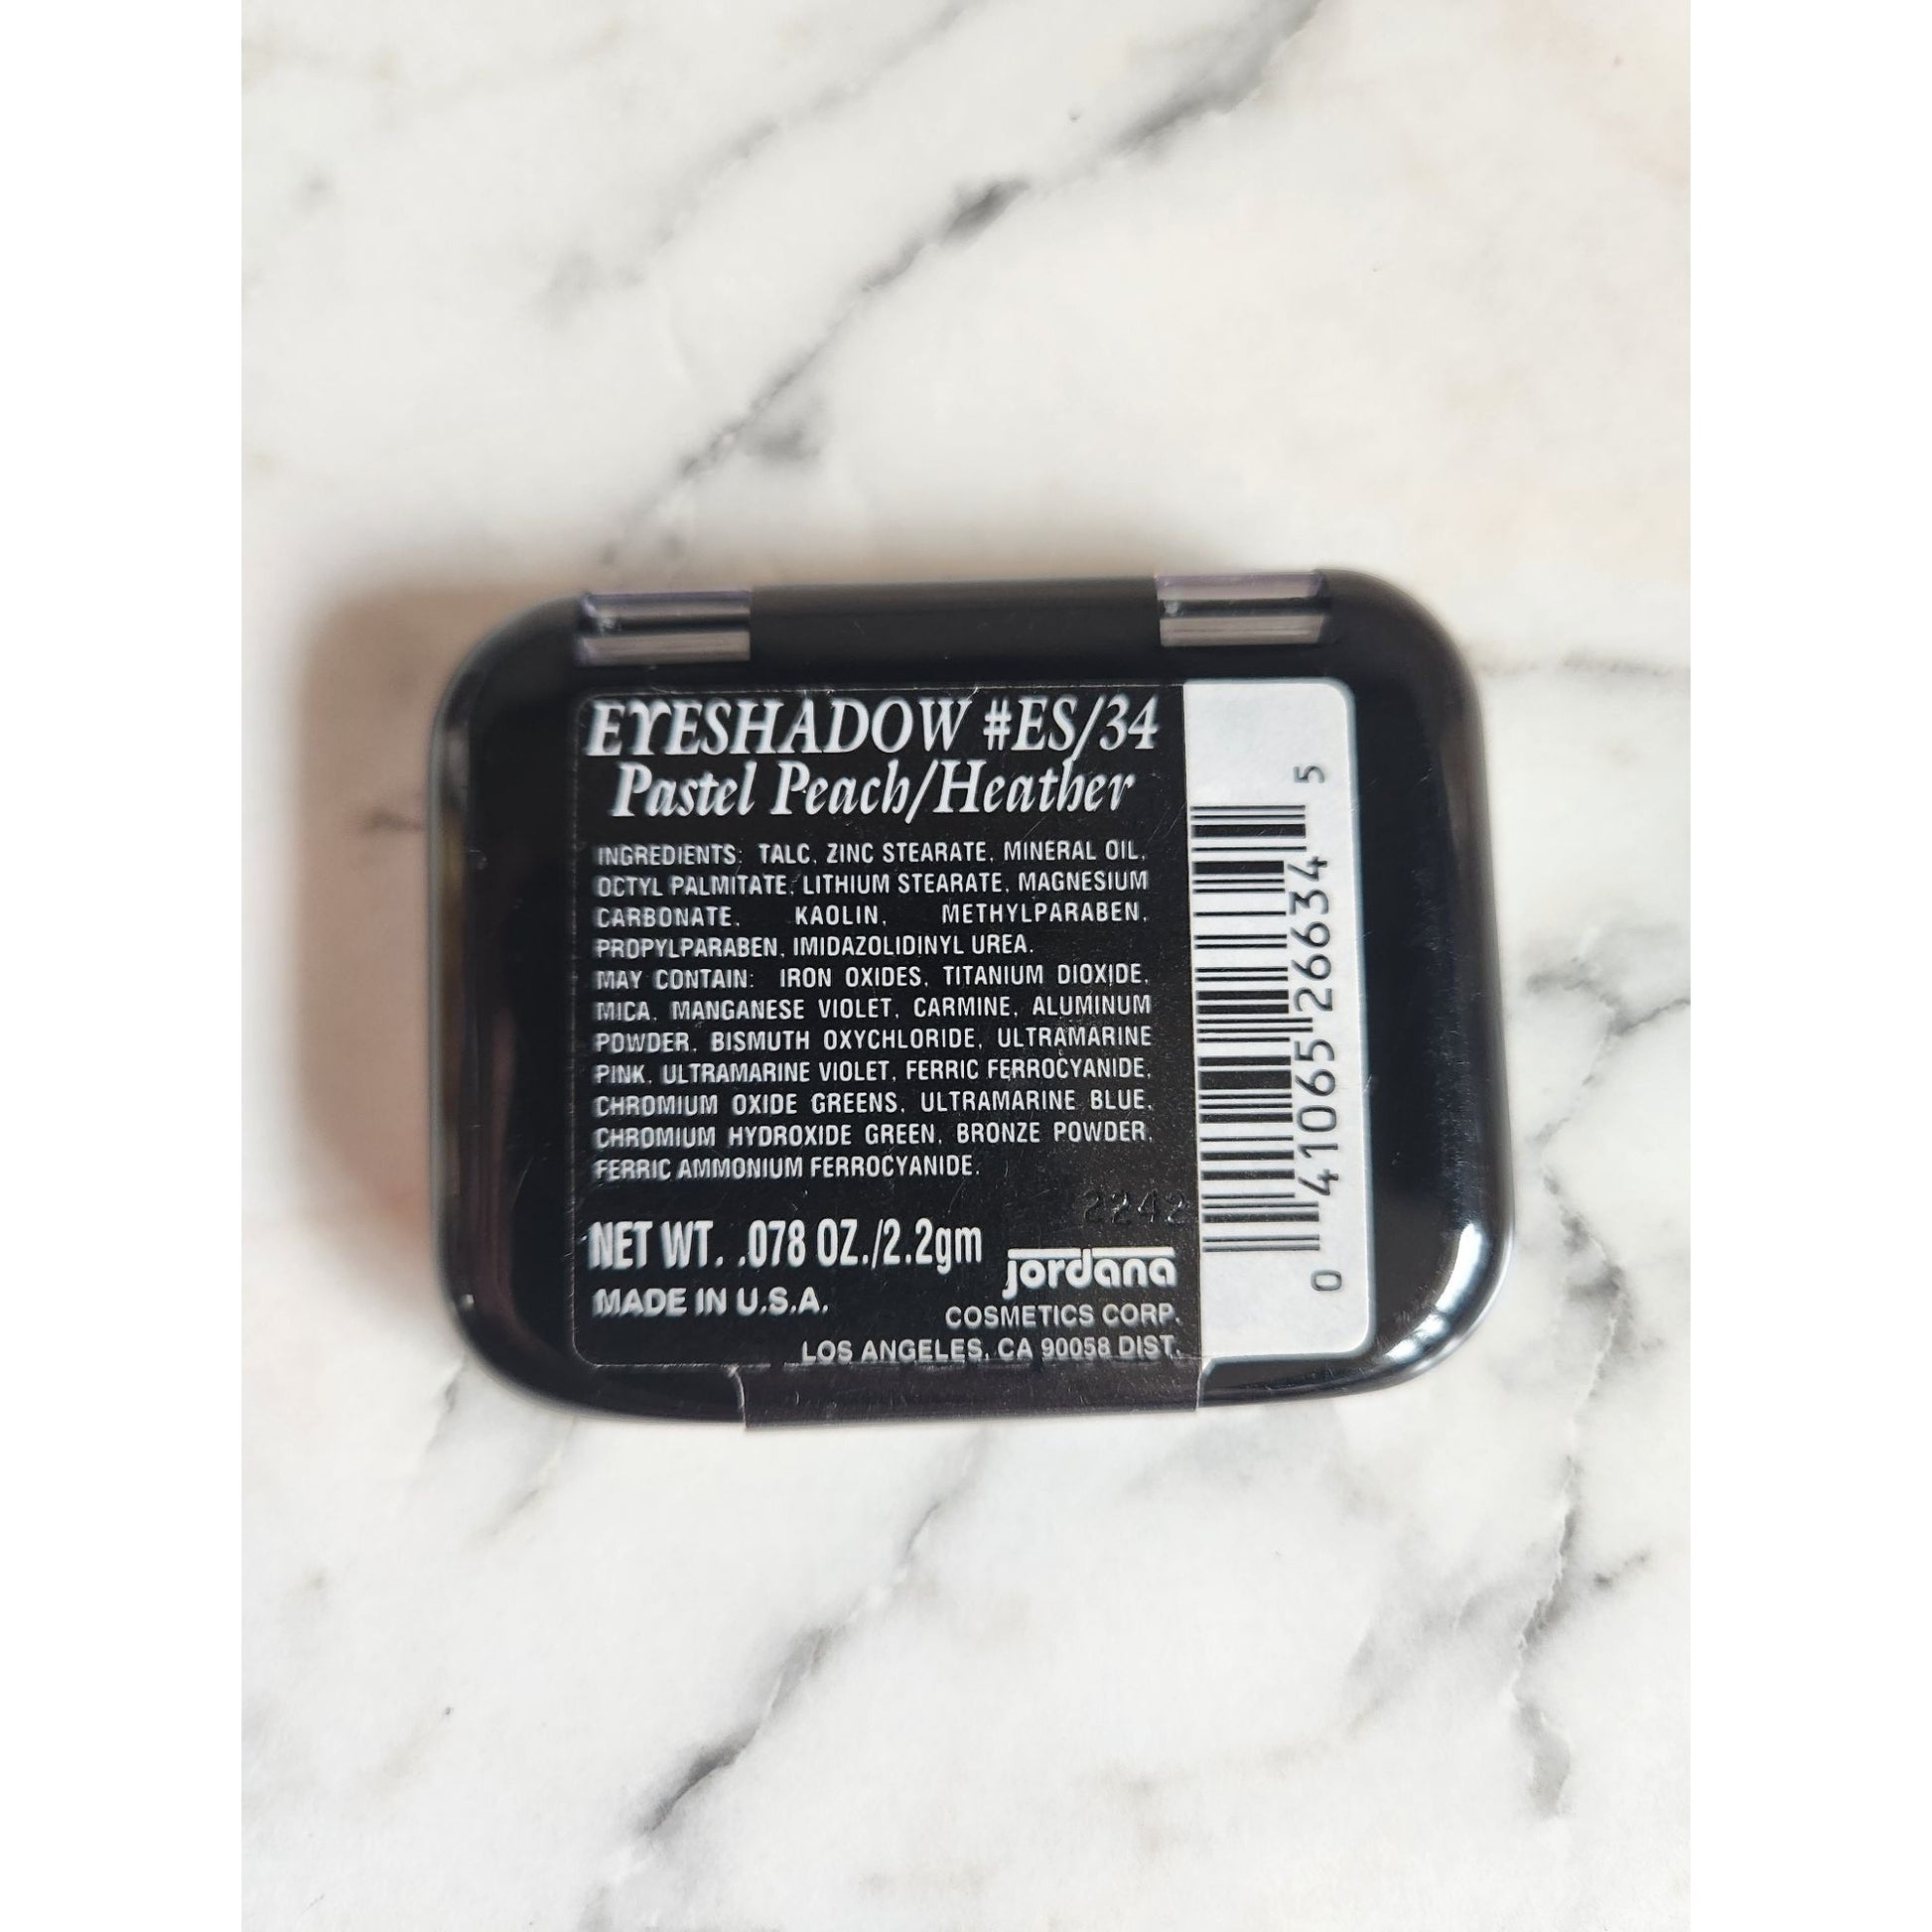 EYESHADOW #ES/34
Pastel Peach/Heather
INGREDIENTS: TALC, ZINC STEARATE, MINERAL OIL,
OCTYL PALMITATE, LITHIUM STEARATE, MAGNESIUM
CARBONATE, KAOLIN, METHYLPARABEN,
PROPYLPARABEN, IMIDAZOLIDINYL UREA.
MAY CONTAIN: IRON OXIDES, TITANIUM DIOXIDE,
MICA, MANGANESE VIOLET, CARMINE, ALUMINUM
POWDER, BISMUTH OXYCHLORIDE, ULTRAMARINE
PINK, ULTRAMARINE VIOLET, FERRIC FERROCYANIDE,
CHROMIUM OXIDE GREENS, ULTRAMARINE BLUE,
CHROMIUM HYDROXIDE GREEN, BRONZE POWDER,
FERRIC AMMONIUM FERROCYANIDE.
2242
NET WT. .078 OZ./2.2gm
MADE IN U.S.A.
jordana
COSMETICS CORP.
LOS ANGELES, CA 90058 DIST.
0 41065 26634 5